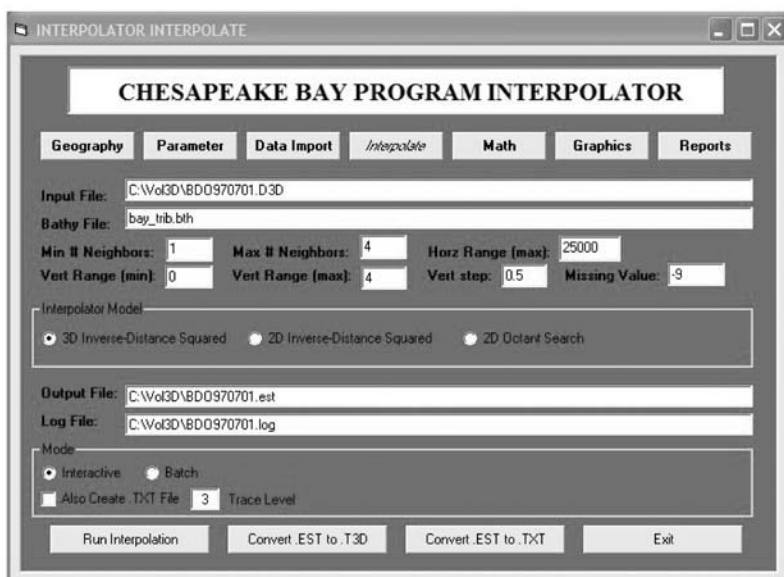 INTERPOLATOR INTERPOLATE
CHESAPEAKE BAY PROGRAM INTERPOLATOR
Geography Parameter Data Import Interpolate Math Graphics Reports
Input File: C:\Vol3D\BDO970701.D3D
Bathy File: bay_trib.bth
Min # Neighbors: 1 Max # Neighbors: 4 Horz Range (max): 25000
Vert Range (min): 0 Vert Range (max): 4 Vert step: 0.5 Missing Value: -9
Interpolator Model
3D Inverse-Distance Squared 2D Inverse-Distance Squared 2D Octant Search
Output File: C:\Vol3D\BDO970701.est
Log File: C:\Vol3D\BDO970701.log
Mode
Interactive Batch
Also Create .TXT File 3 Trace Level
Run Interpolation Convert .EST to .T3D Convert .EST to .TXT Exit